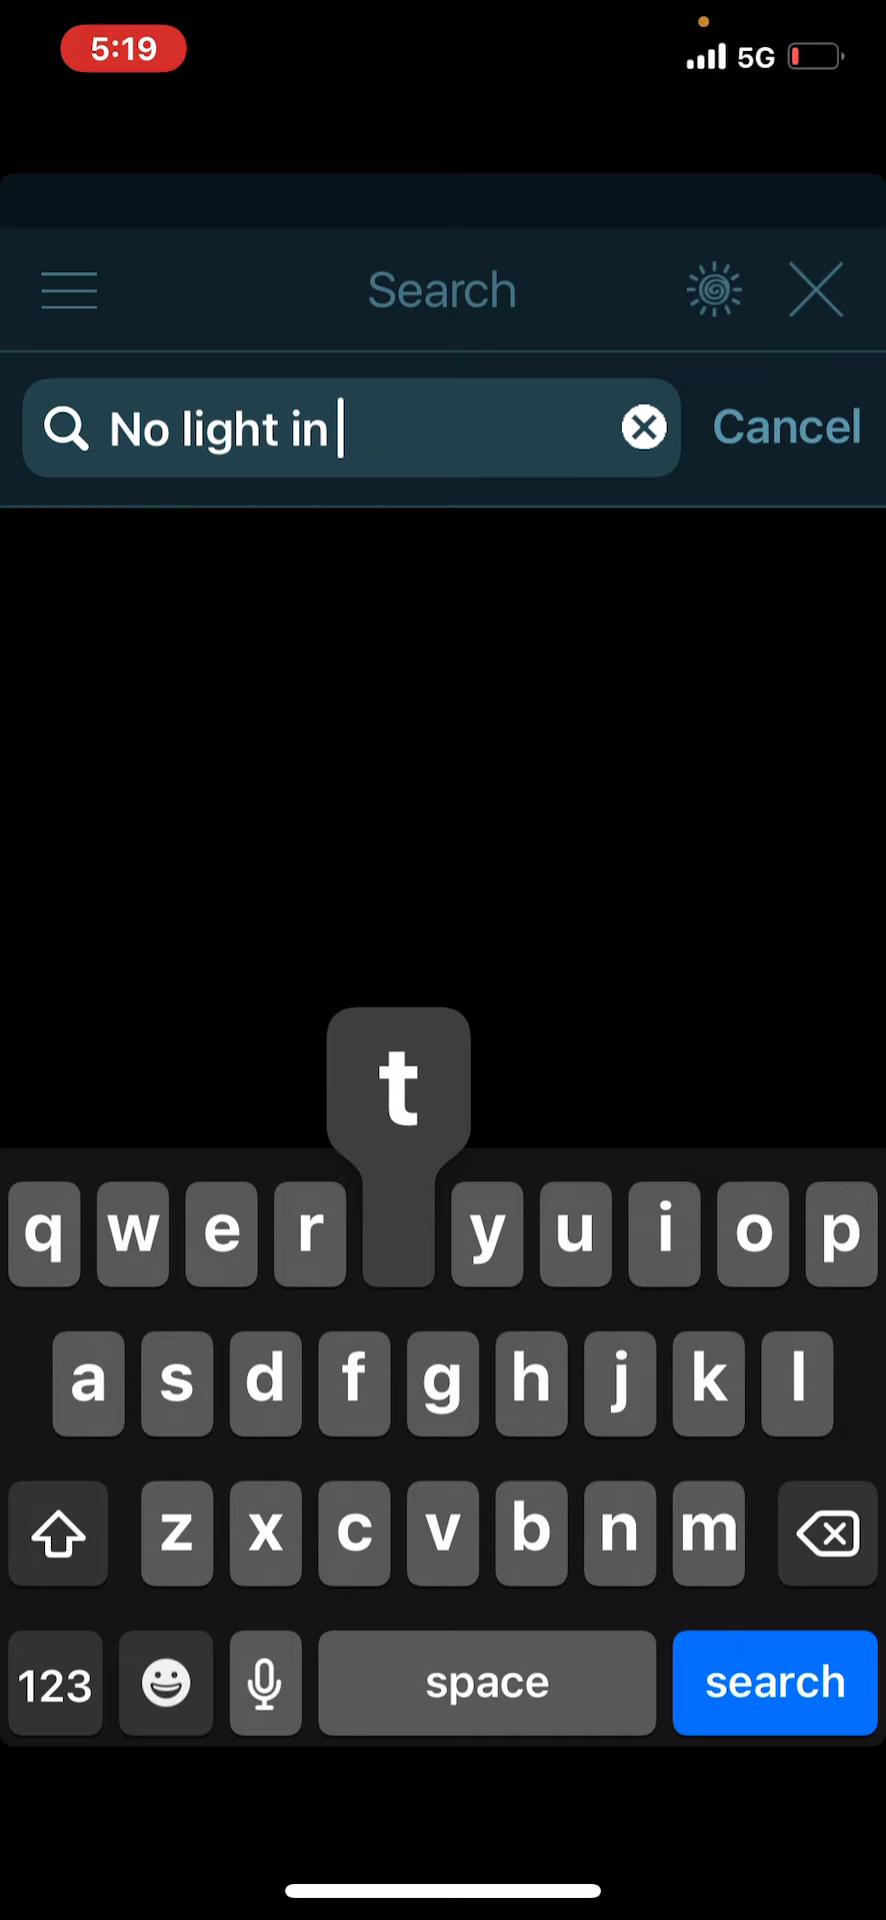 5:19
5G
Search
No light in
Cancel
t
q w e r y u i o p
a s d f g h j k l
z x c v b n m
123 space search